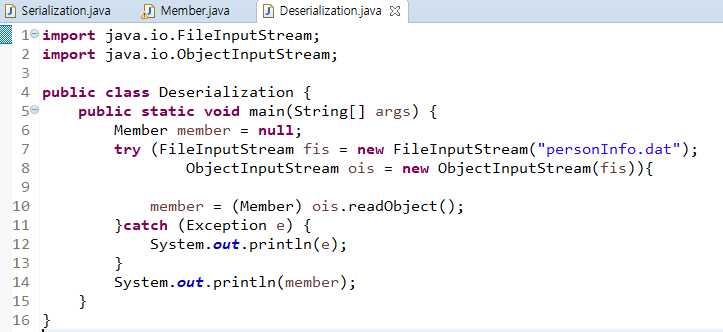 Serialization.java Member.java Deserialization.java
1 import java.io.FileInputStream;
2 import java.io.ObjectInputStream;
3
4 public class Deserialization {
5     public static void main(String[] args) {
6         Member member = null;
7         try (FileInputStream fis = new FileInputStream("personInfo.dat");
8                 ObjectInputStream ois = new ObjectInputStream(fis)){
9
10             member = (Member) ois.readObject();
11         }catch (Exception e) {
12             System.out.println(e);
13         }
14         System.out.println(member);
15     }
16 }